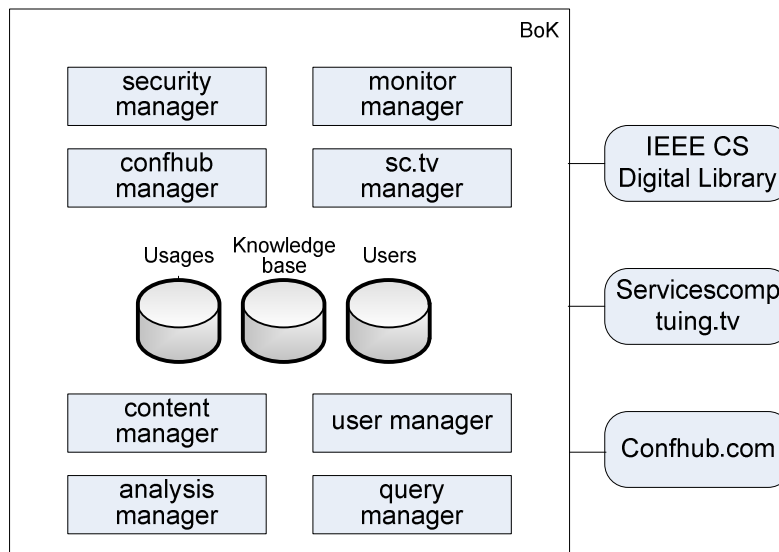 BoK
security
manager
monitor
manager
confhub
manager
sc.tv
manager
IEEE CS
Digital Library
Usages
Knowledge
base
Users
Servicescomp
tuing.tv
content
manager
user manager
Confhub.com
analysis
manager
query
manager